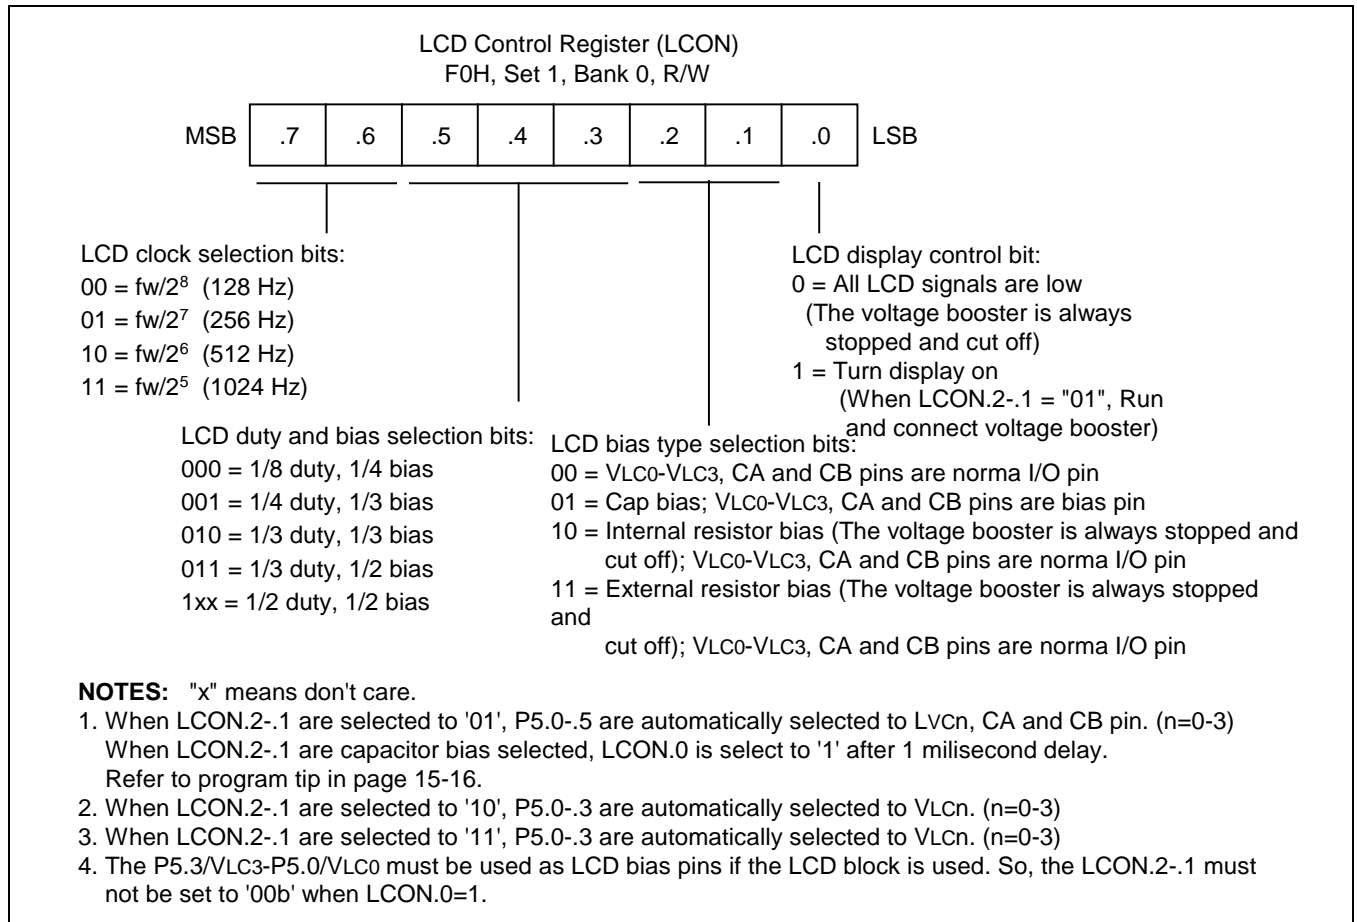 LCD Control Register (LCON)
F0H, Set 1, Bank 0, R/W
MSB .7 .6 .5 .4 .3 .2 .1 .0 LSB
LCD clock selection bits:
00 = fw/2⁸ (128 Hz)
01 = fw/2⁷ (256 Hz)
10 = fw/2⁶ (512 Hz)
11 = fw/2⁵ (1024 Hz)
LCD display control bit:
0 = All LCD signals are low
(The voltage booster is always
stopped and cut off)
1 = Turn display on
(When LCON.2-.1 = "01", Run
and connect voltage booster)
LCD duty and bias selection bits:
000 = 1/8 duty, 1/4 bias
001 = 1/4 duty, 1/3 bias
010 = 1/3 duty, 1/3 bias
011 = 1/3 duty, 1/2 bias
1xx = 1/2 duty, 1/2 bias
LCD bias type selection bits:
00 = VLC0-VLC3, CA and CB pins are norma I/O pin
01 = Cap bias; VLC0-VLC3, CA and CB pins are bias pin
10 = Internal resistor bias (The voltage booster is always stopped and
cut off); VLC0-VLC3, CA and CB pins are norma I/O pin
11 = External resistor bias (The voltage booster is always stopped
and
cut off); VLC0-VLC3, CA and CB pins are norma I/O pin
NOTES: "x" means don't care.
1. When LCON.2-.1 are selected to '01', P5.0-.5 are automatically selected to LVCn, CA and CB pin. (n=0-3)
When LCON.2-.1 are capacitor bias selected, LCON.0 is select to '1' after 1 milisecond delay.
Refer to program tip in page 15-16.
2. When LCON.2-.1 are selected to '10', P5.0-.3 are automatically selected to VLCn. (n=0-3)
3. When LCON.2-.1 are selected to '11', P5.0-.3 are automatically selected to VLCn. (n=0-3)
4. The P5.3/VLC3-P5.0/VLC0 must be used as LCD bias pins if the LCD block is used. So, the LCON.2-.1 must
not be set to '00b' when LCON.0=1.